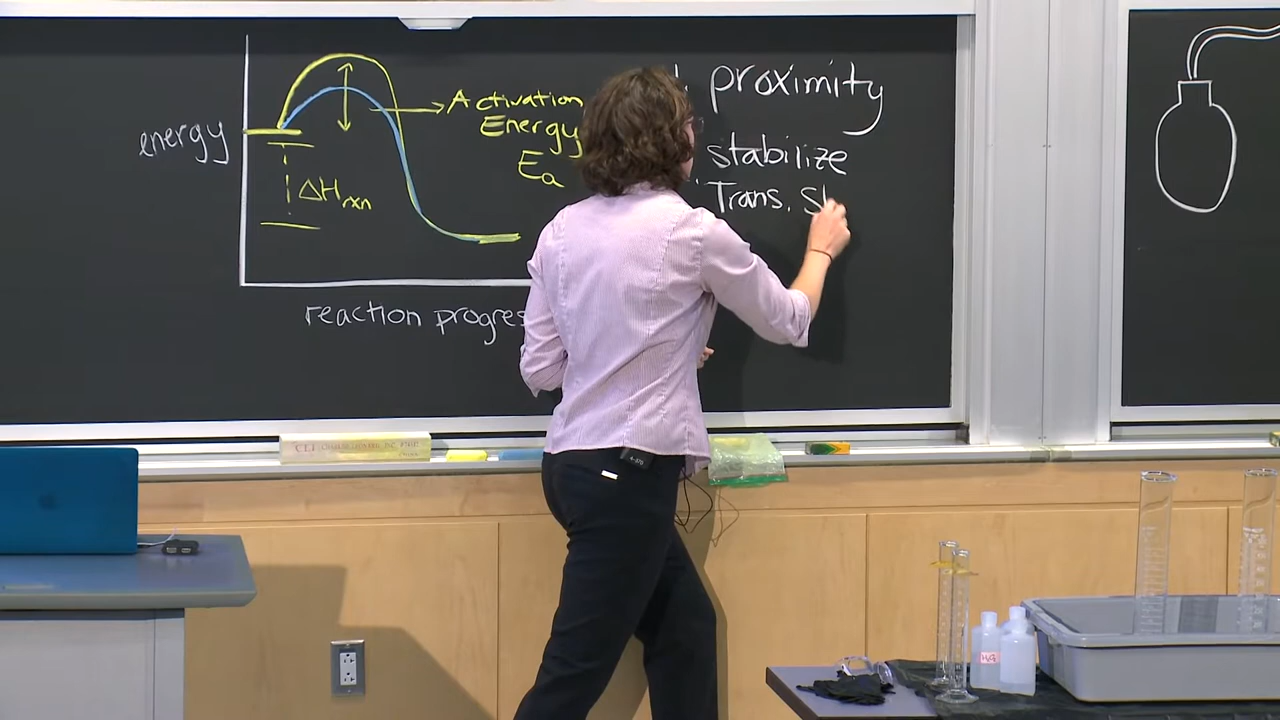 energy
ΔHrxn
Activation
Energy
Ea
reaction progres
proximity
stabilize
Trans. St